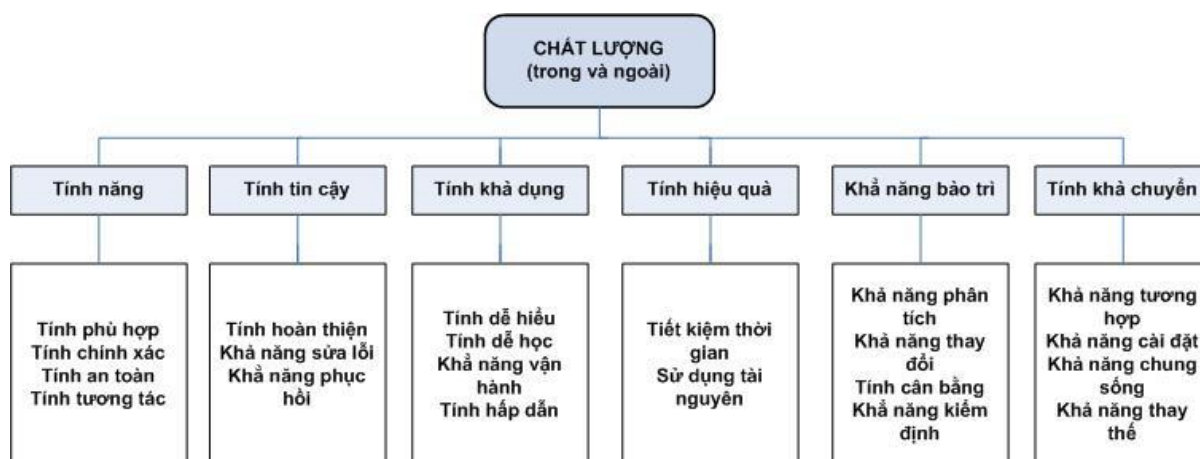 CHẤT LƯỢNG
(trong và ngoài)
Tính năng
Tính tin cậy
Tính khả dụng
Tính hiệu quả
Khẳ năng bảo trì
Tính khả chuyển
Tính phù hợp
Tính chính xác
Tính an toàn
Tính tương tác
Tính hoàn thiện
Khả năng sửa lỗi
Khẳ năng phục
hồi
Tính dễ hiểu
Tính dễ học
Khẳ năng vận
hành
Tính hấp dẫn
Tiết kiệm thời
gian
Sử dụng tài
nguyên
Khả năng phân
tích
Khả năng thay
đổi
Tính cân bằng
Khẳ năng kiểm
định
Khả năng tương
hợp
Khả năng cài đặt
Khả năng chung
sống
Khả năng thay
thế